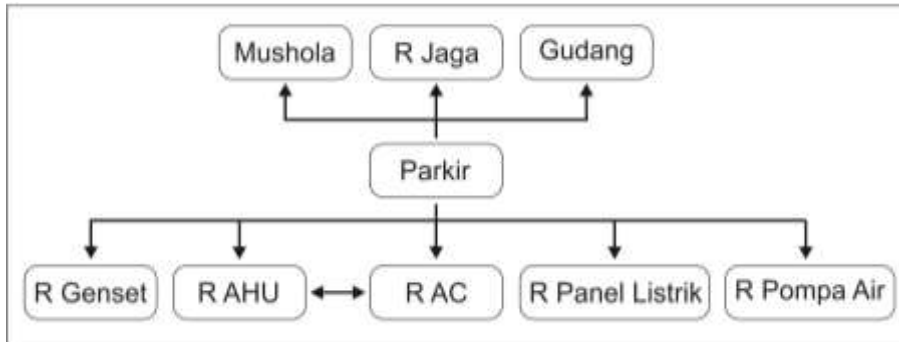 Mushola
R Jaga
Gudang
Parkir
R Genset
R AHU
R AC
R Panel Listrik
R Pompa Air